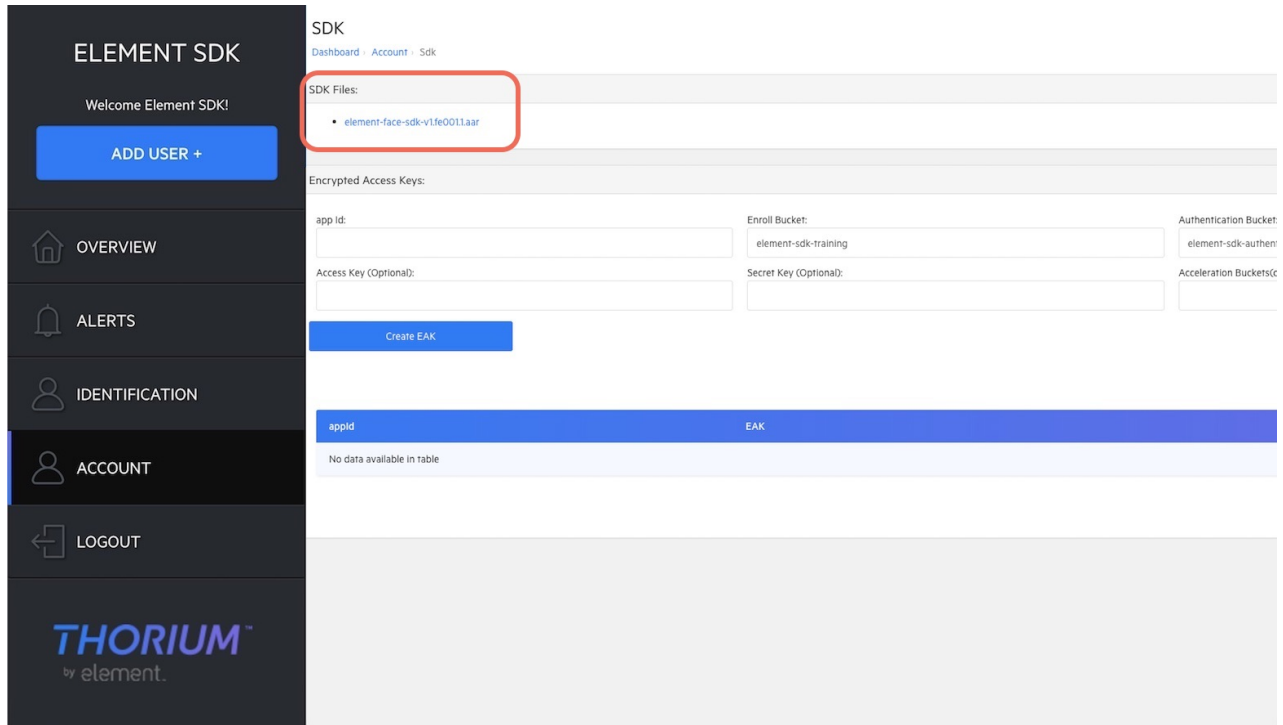 ELEMENT SDK
Welcome Element SDK!
ADD USER +
OVERVIEW
ALERTS
IDENTIFICATION
ACCOUNT
LOGOUT
THORIUM™
by element.
SDK
Dashboard › Account › Sdk
SDK Files:
• element-face-sdk-v1.fe001.1.aar
Encrypted Access Keys:
app Id: Enroll Bucket: Authentication Bucket:
element-sdk-training element-sdk-authen
Access Key (Optional): Secret Key (Optional): Acceleration Buckets(
Create EAK
appId EAK
No data available in table